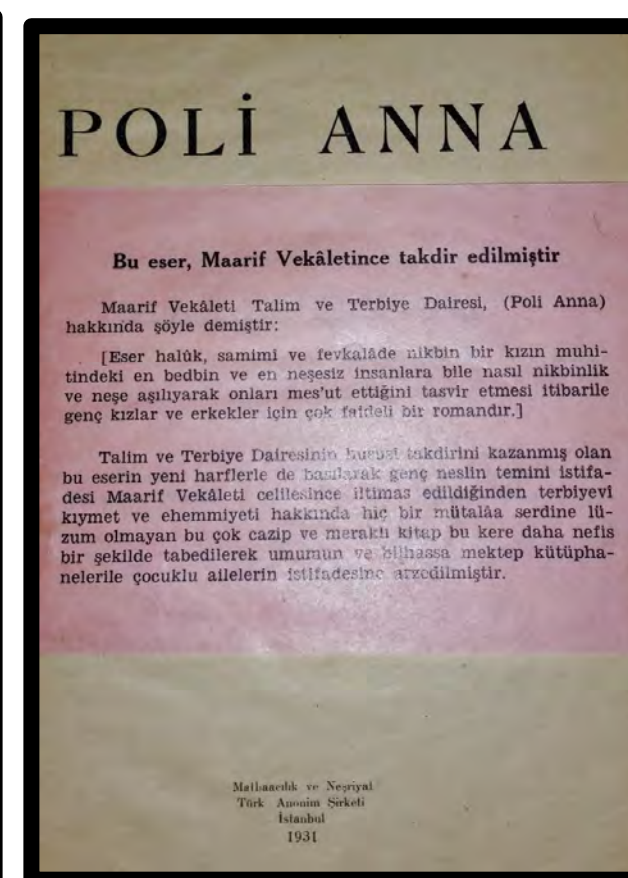 POLİ ANNA
Bu eser, Maarif Vekâletince takdir edilmiştir
Maarif Vekâleti Talim ve Terbiye Dairesi, (Poli Anna)
hakkında şöyle demiştir:
[Eser halûk, samimi ve fevkalâde nikbin bir kızın muhi-
tindeki en bedbin ve en neşesiz insanlara bile nasıl nikbinlik
ve neşe aşılıyarak onları mes'ut ettiğini tasvir etmesi itibarile
genç kızlar ve erkekler için çok faideli bir romandır.]
Talim ve Terbiye Dairesinin hususî takdirini kazanmış olan
bu eserin yeni harflerle de basılarak genç neslin temini istifa-
desi Maarif Vekâleti celilesince iltimas edildiğinden terbiyevî
kıymet ve ehemmiyeti hakkında hiç bir mütalâa serdine lü-
zum olmayan bu çok cazip ve meraklı kitap bu kere daha nefis
bir şekilde tabedilerek umumun ve bilhassa mektep kütüpha-
nelerile çocuklu ailelerin istifadesine arzedilmiştir.
Matbaacılık ve Neşriyat
Türk Anonim Şirketi
İstanbul
1931